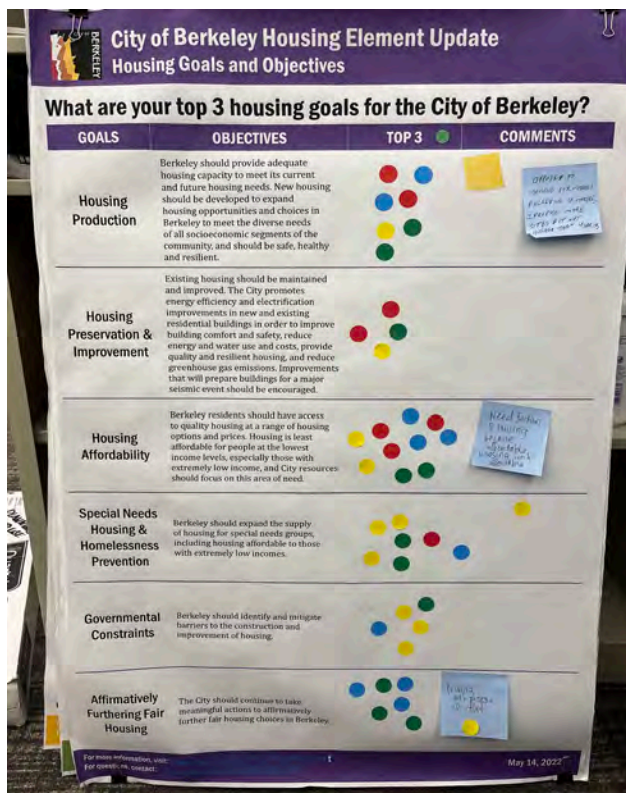 BERKELEY
City of Berkeley Housing Element Update
Housing Goals and Objectives
What are your top 3 housing goals for the City of Berkeley?
GOALS OBJECTIVES TOP 3 COMMENTS
Housing
Production
Berkeley should provide adequate
housing capacity to meet its current
and future housing needs. New housing
should be developed to expand
housing opportunities and choices in
Berkeley to meet the diverse needs
of all socioeconomic segments of the
community, and should be safe, healthy
and resilient.
Housing
Preservation &
Improvement
Existing housing should be maintained
and improved. The City promotes
energy efficiency and electrification
improvements in new and existing
residential buildings in order to improve
building comfort and safety, reduce
energy and water use and costs, provide
quality and resilient housing, and reduce
greenhouse gas emissions. Improvements
that will prepare buildings for a major
seismic event should be encouraged.
Housing
Affordability
Berkeley residents should have access
to quality housing at a range of housing
options and prices. Housing is least
affordable for people at the lowest
income levels, especially those with
extremely low income, and City resources
should focus on this area of need.
Need
housing
Special Needs
Housing &
Homelessness
Prevention
Berkeley should expand the supply
of housing for special needs groups,
including housing affordable to those
with extremely low incomes.
Governmental
Constraints
Berkeley should identify and mitigate
barriers to the construction and
improvement of housing.
Affirmatively
Furthering Fair
Housing
The City should continue to take
meaningful actions to affirmatively
further fair housing choices in Berkeley.
For more information, visit:
For questions, contact:
May 14, 2022